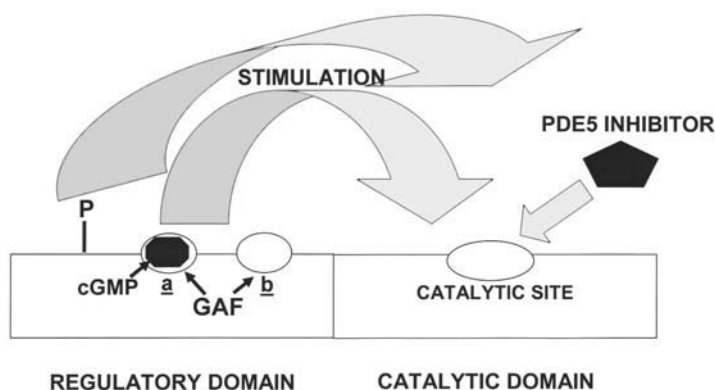 STIMULATION
PDE5 INHIBITOR
P
cGMP
a
GAF
b
CATALYTIC SITE
REGULATORY DOMAIN
CATALYTIC DOMAIN